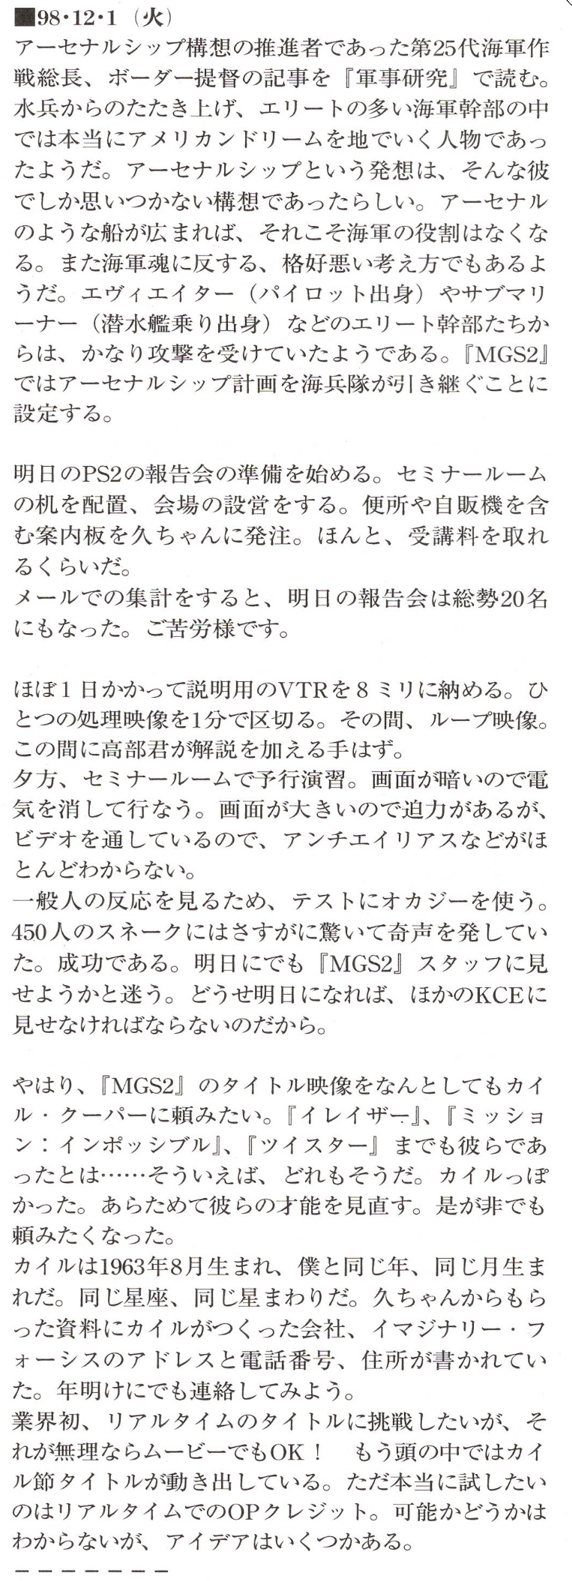 ■98・12・1（火）
アーセナルシップ構想の推進者であった第25代海軍作
戦総長、ボーダー提督の記事を『軍事研究』で読む。
水兵からのたたき上げ、エリートの多い海軍幹部の中
では本当にアメリカンドリームを地でいく人物であっ
たようだ。アーセナルシップという発想は、そんな彼
でしか思いつかない構想であったらしい。アーセナル
のような船が広まれば、それこそ海軍の役割はなくな
る。また海軍魂に反する、格好悪い考え方でもあるよ
うだ。エヴィエイター（パイロット出身）やサブマリ
ーナー（潜水艦乗り出身）などのエリート幹部たちか
らは、かなり攻撃を受けていたようである。『MGS2』
ではアーセナルシップ計画を海兵隊が引き継ぐことに
設定する。
明日のPS2の報告会の準備を始める。セミナールーム
の机を配置、会場の設営をする。便所や自販機を含
む案内板を久ちゃんに発注。ほんと、受講料を取れ
るくらいだ。
メールでの集計をすると、明日の報告会は総勢20名
にもなった。ご苦労様です。
ほぼ1日かかって説明用のVTRを8ミリに納める。ひ
とつの処理映像を1分で区切る。その間、ループ映像。
この間に高部君が解説を加える手はず。
夕方、セミナールームで予行演習。画面が暗いので電
気を消して行なう。画面が大きいので迫力があるが、
ビデオを通しているので、アンチエイリアスなどがほ
とんどわからない。
一般人の反応を見るため、テストにオカジーを使う。
450人のスネークにはさすがに驚いて奇声を発してい
た。成功である。明日にでも『MGS2』スタッフに見
せようかと迷う。どうせ明日になれば、ほかのKCEに
見せなければならないのだから。
やはり、『MGS2』のタイトル映像をなんとしてもカイ
ル・クーパーに頼みたい。『イレイザー』、『ミッショ
ン：インポッシブル』、『ツイスター』までも彼らであ
ったとは……そういえば、どれもそうだ。カイルっぽ
かった。あらためて彼らの才能を見直す。是が非でも
頼みたくなった。
カイルは1963年8月生まれ、僕と同じ年、同じ月生ま
れだ。同じ星座、同じ星まわりだ。久ちゃんからもら
った資料にカイルがつくった会社、イマジナリー・フ
ォーシスのアドレスと電話番号、住所が書かれてい
た。年明けにでも連絡してみよう。
業界初、リアルタイムのタイトルに挑戦したいが、そ
れが無理ならムービーでもOK！　もう頭の中ではカイ
ル節タイトルが動き出している。ただ本当に試したい
のはリアルタイムでのOPクレジット。可能かどうかは
わからないが、アイデアはいくつかある。
－－－－－－－